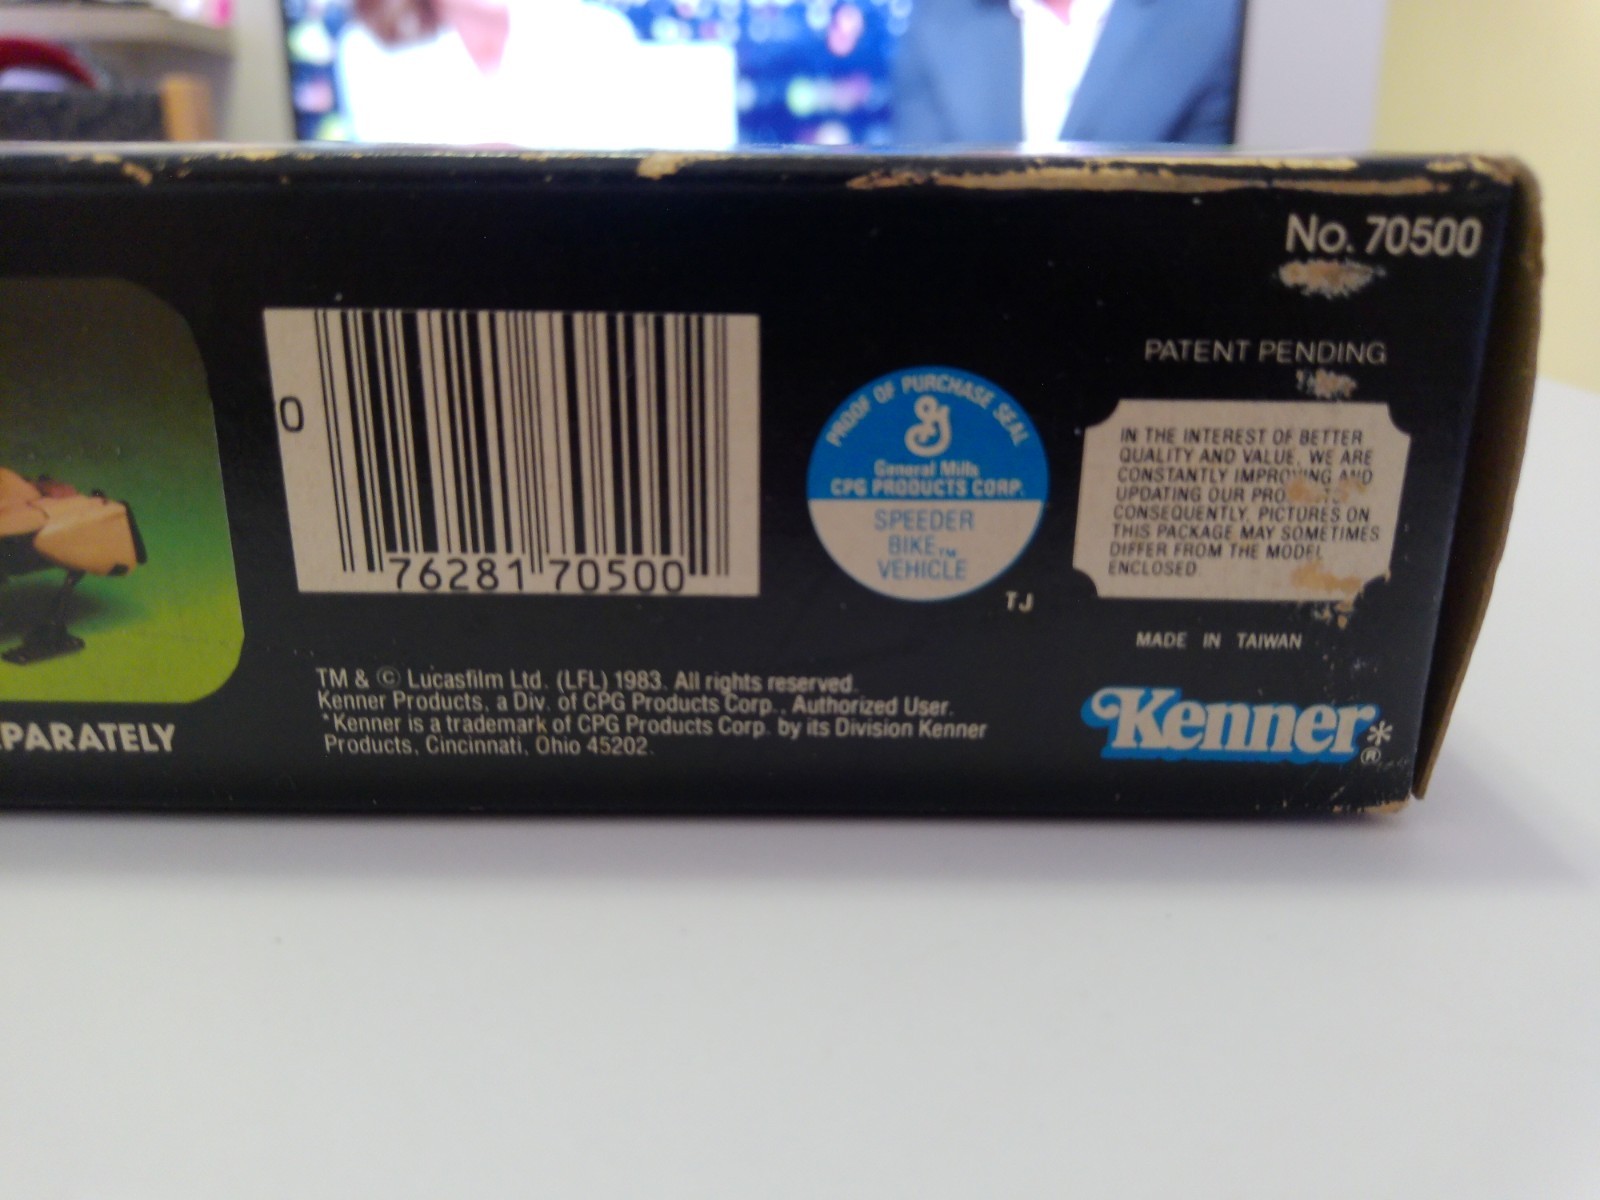 No. 70500
PATENT PENDING
0
76281 70500
PROOF OF PURCHASE SEAL
General Mills
CPG PRODUCTS CORP.
SPEEDER
BIKE™
VEHICLE
TJ
IN THE INTEREST OF BETTER
QUALITY AND VALUE, WE ARE
CONSTANTLY IMPROVING AND
UPDATING OUR
CONSEQUENTLY, PICTURES ON
THIS PACKAGE MAY SOMETIMES
DIFFER FROM THE MODEL
ENCLOSED.
MADE IN TAIWAN
PARATELY
TM & © Lucasfilm Ltd. (LFL) 1983. All rights reserved.
Kenner Products, a Div. of CPG Products Corp., Authorized User.
*Kenner is a trademark of CPG Products Corp. by its Division Kenner
Products, Cincinnati, Ohio 45202.
Kenner®*